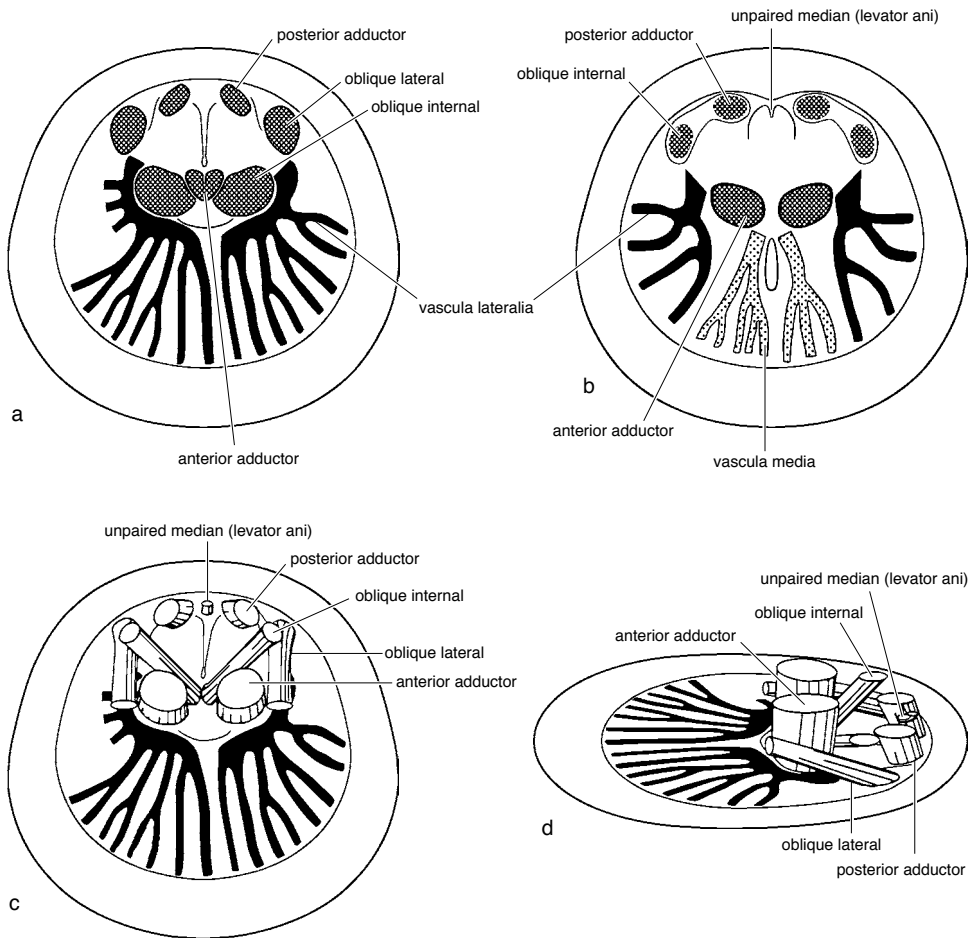 posterior adductor
oblique lateral
oblique internal
vascula lateralia
anterior adductor
a
unpaired median (levator ani)
posterior adductor
oblique internal
b
anterior adductor
vascula media
unpaired median (levator ani)
posterior adductor
oblique internal
oblique lateral
anterior adductor
c
unpaired median (levator ani)
oblique internal
anterior adductor
d
oblique lateral
posterior adductor